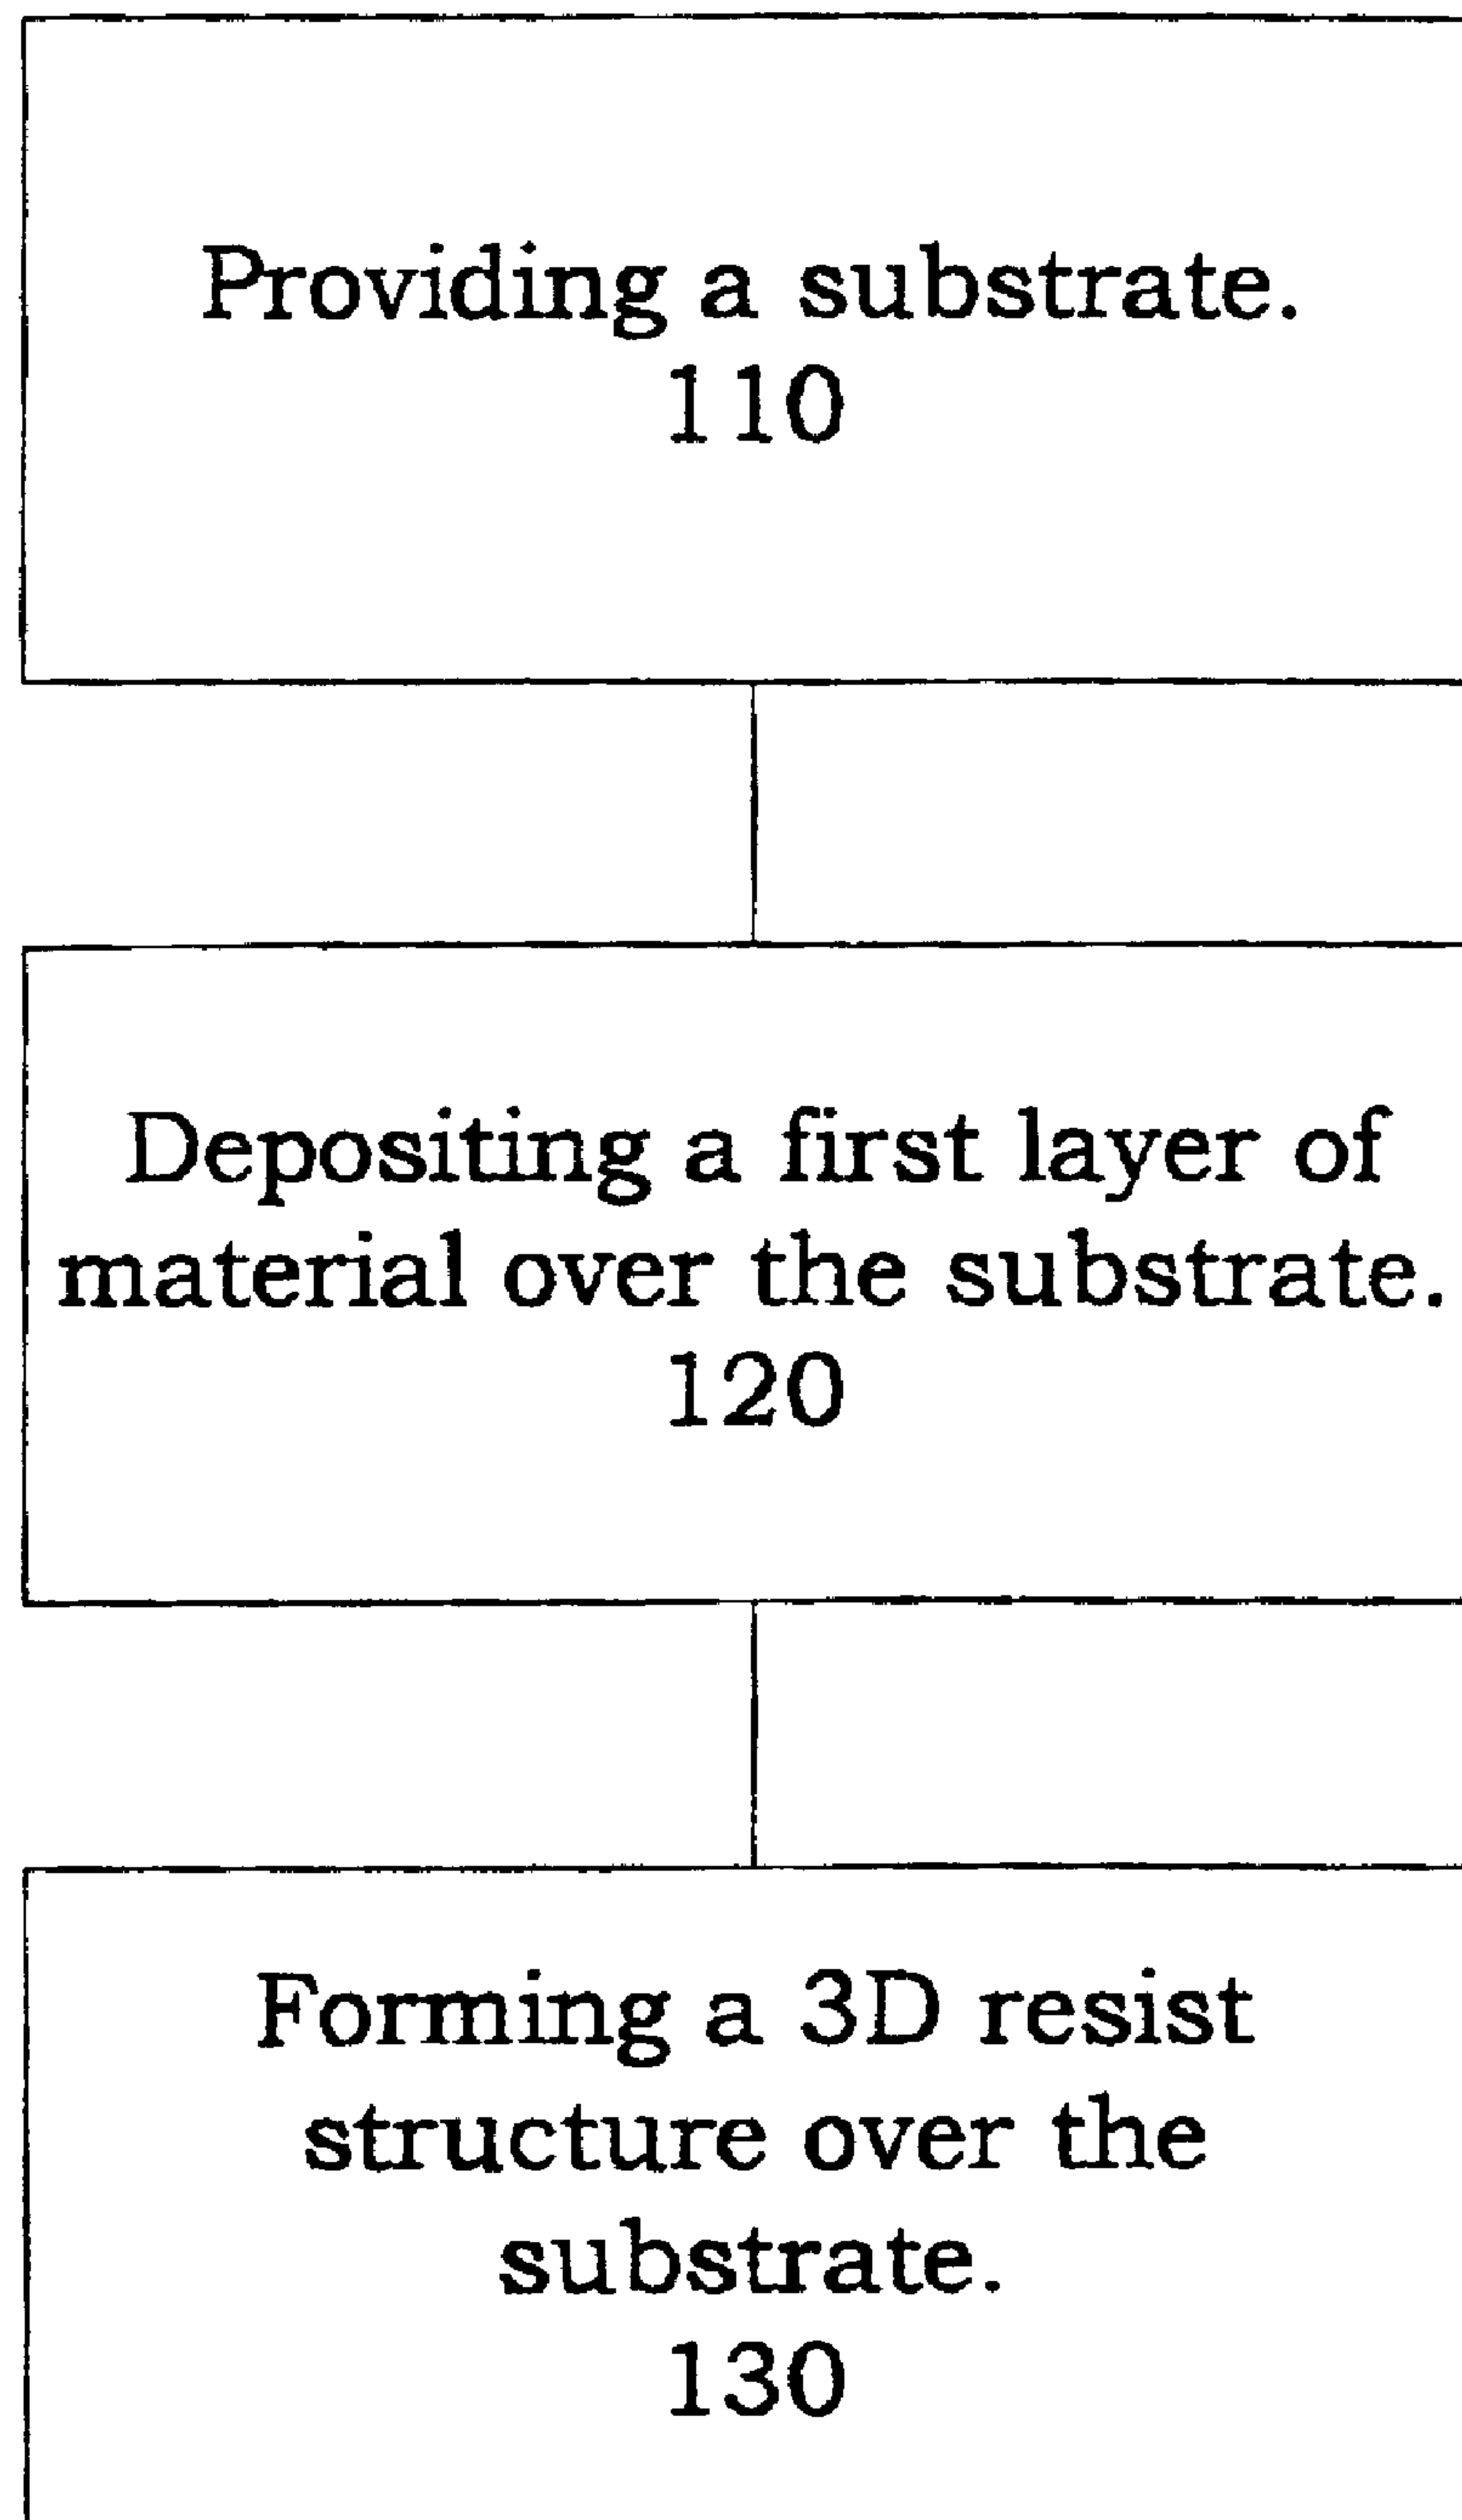 Providing a substrate.
110
Depositing a first layer of
material over the substrate.
120
Forming a 3D resist
structure over the
substrate.
130